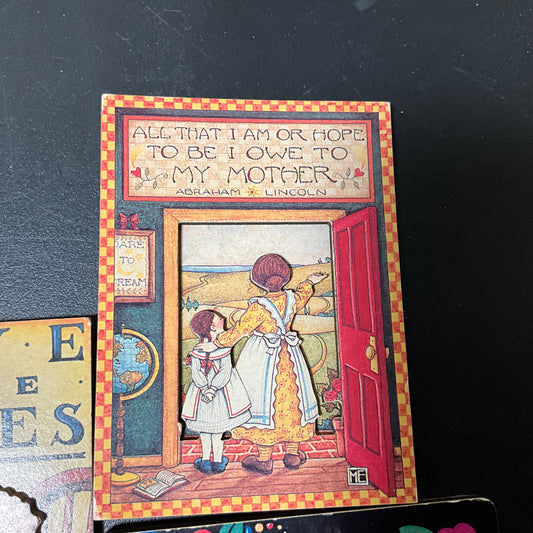 ALL THAT I AM OR HOPE
TO BE I OWE TO
MY MOTHER
ABRAHAM LINCOLN
DARE
TO
DREAM
ME